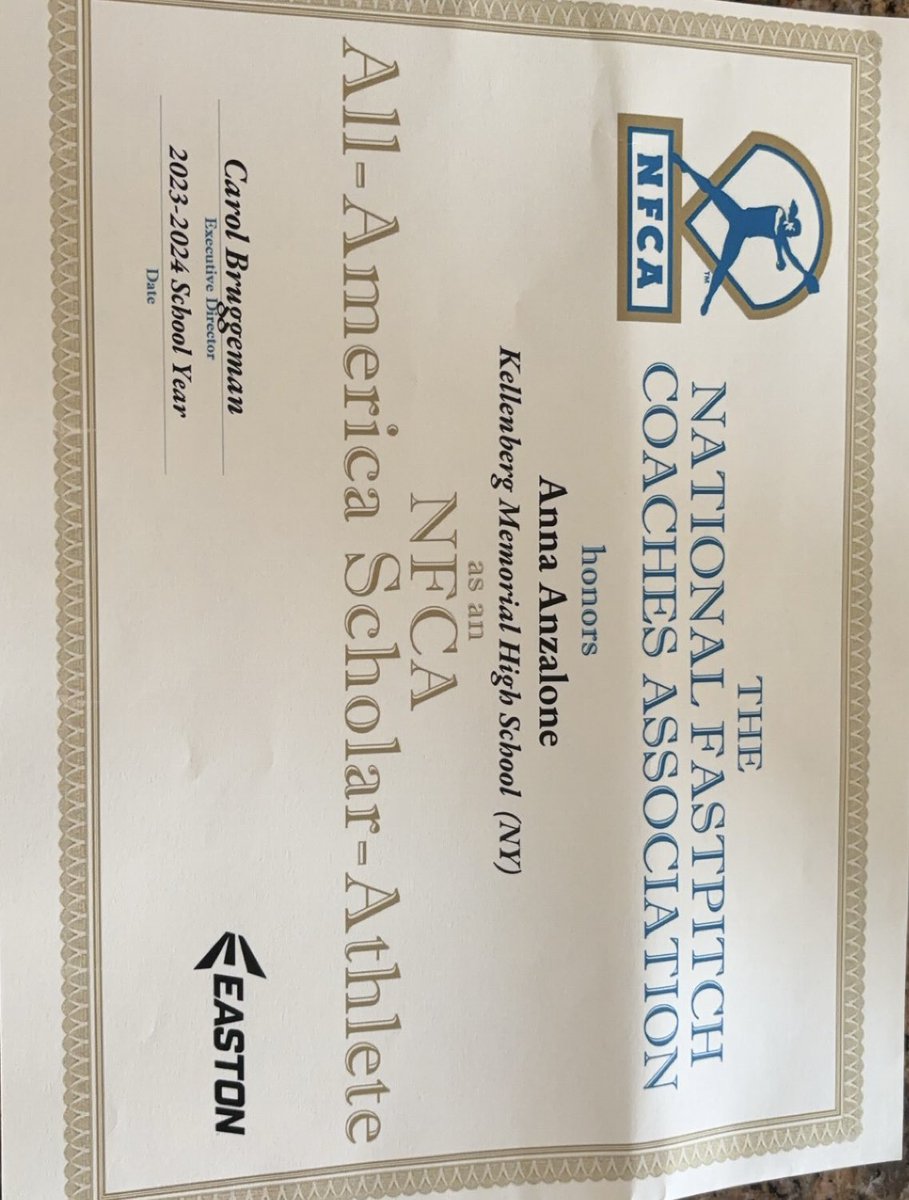 NFCA
TM
THE
NATIONAL FASTPITCH
COACHES ASSOCIATION
honors
Anna Anzalone
Kellenberg Memorial High School (NY)
as an
NFCA
All-America Scholar-Athlete
Carol Bruggeman
Executive Director
2023-2024 School Year
Date
EASTON